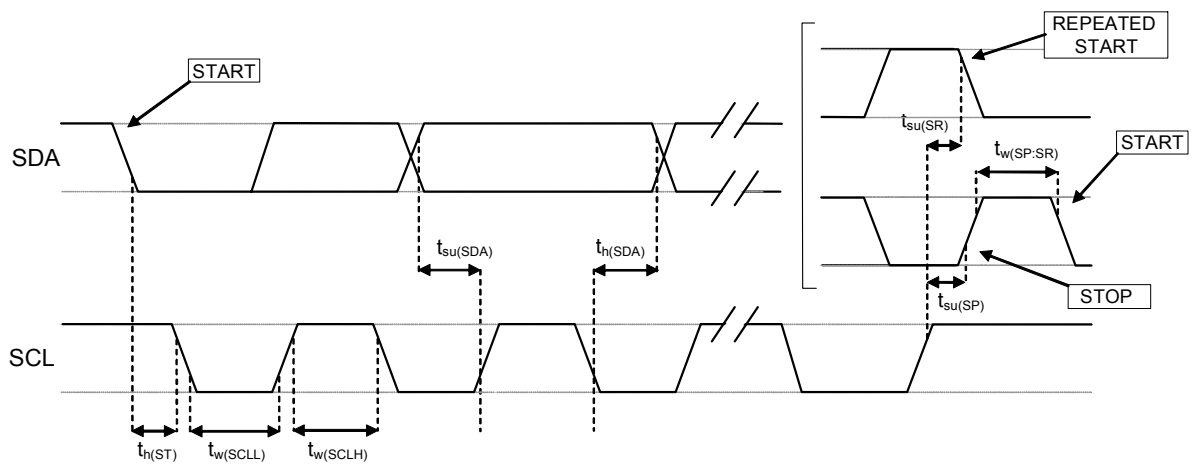 REPEATED
START
START
SDA
t_su(SR)
t_w(SP:SR)
START
t_su(SDA)
t_h(SDA)
STOP
t_su(SP)
SCL
t_h(ST)
t_w(SCLL)
t_w(SCLH)